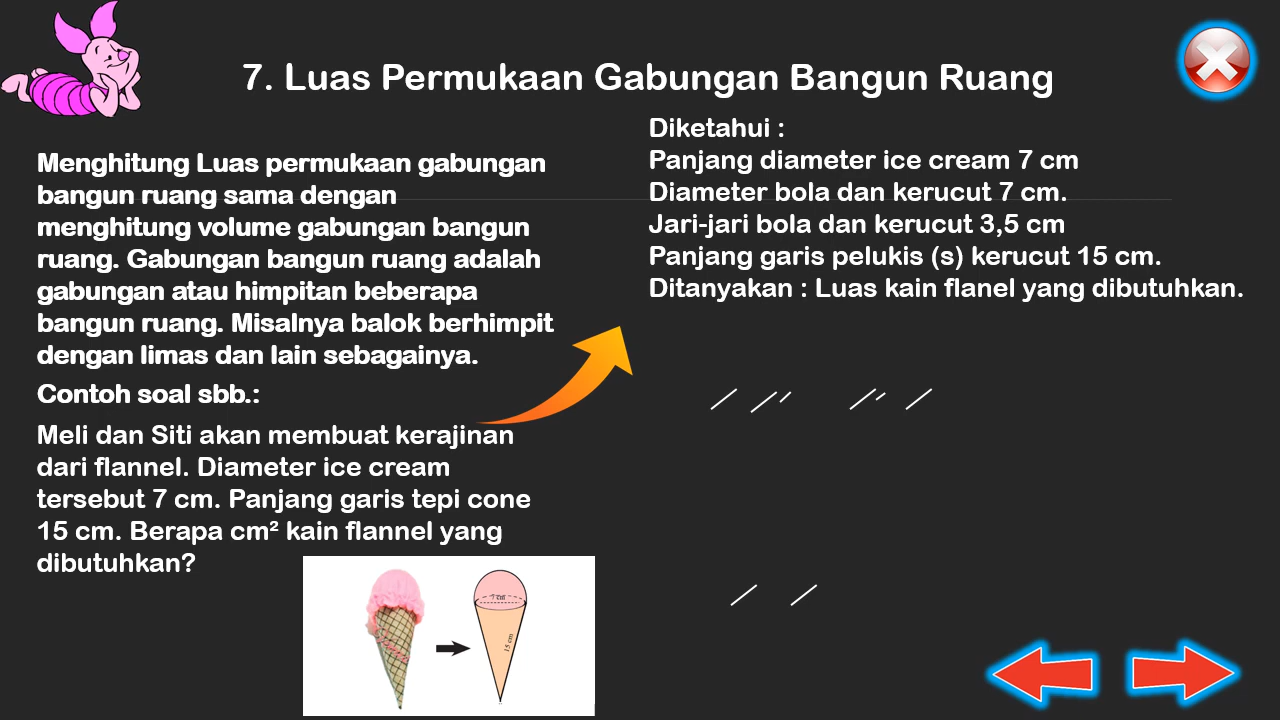 7. Luas Permukaan Gabungan Bangun Ruang
Menghitung Luas permukaan gabungan
bangun ruang sama dengan
menghitung volume gabungan bangun
ruang. Gabungan bangun ruang adalah
gabungan atau himpitan beberapa
bangun ruang. Misalnya balok berhimpit
dengan limas dan lain sebagainya.
Contoh soal sbb.:
Meli dan Siti akan membuat kerajinan
dari flannel. Diameter ice cream
tersebut 7 cm. Panjang garis tepi cone
15 cm. Berapa cm² kain flannel yang
dibutuhkan?
7 cm
15 cm
Diketahui :
Panjang diameter ice cream 7 cm
Diameter bola dan kerucut 7 cm.
Jari-jari bola dan kerucut 3,5 cm
Panjang garis pelukis (s) kerucut 15 cm.
Ditanyakan : Luas kain flanel yang dibutuhkan.